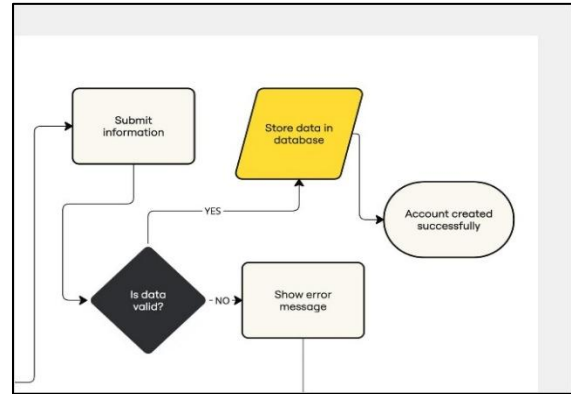 Submit
information
Store data in
database
YES
Account created
successfully
Is data
valid?
NO
Show error
message